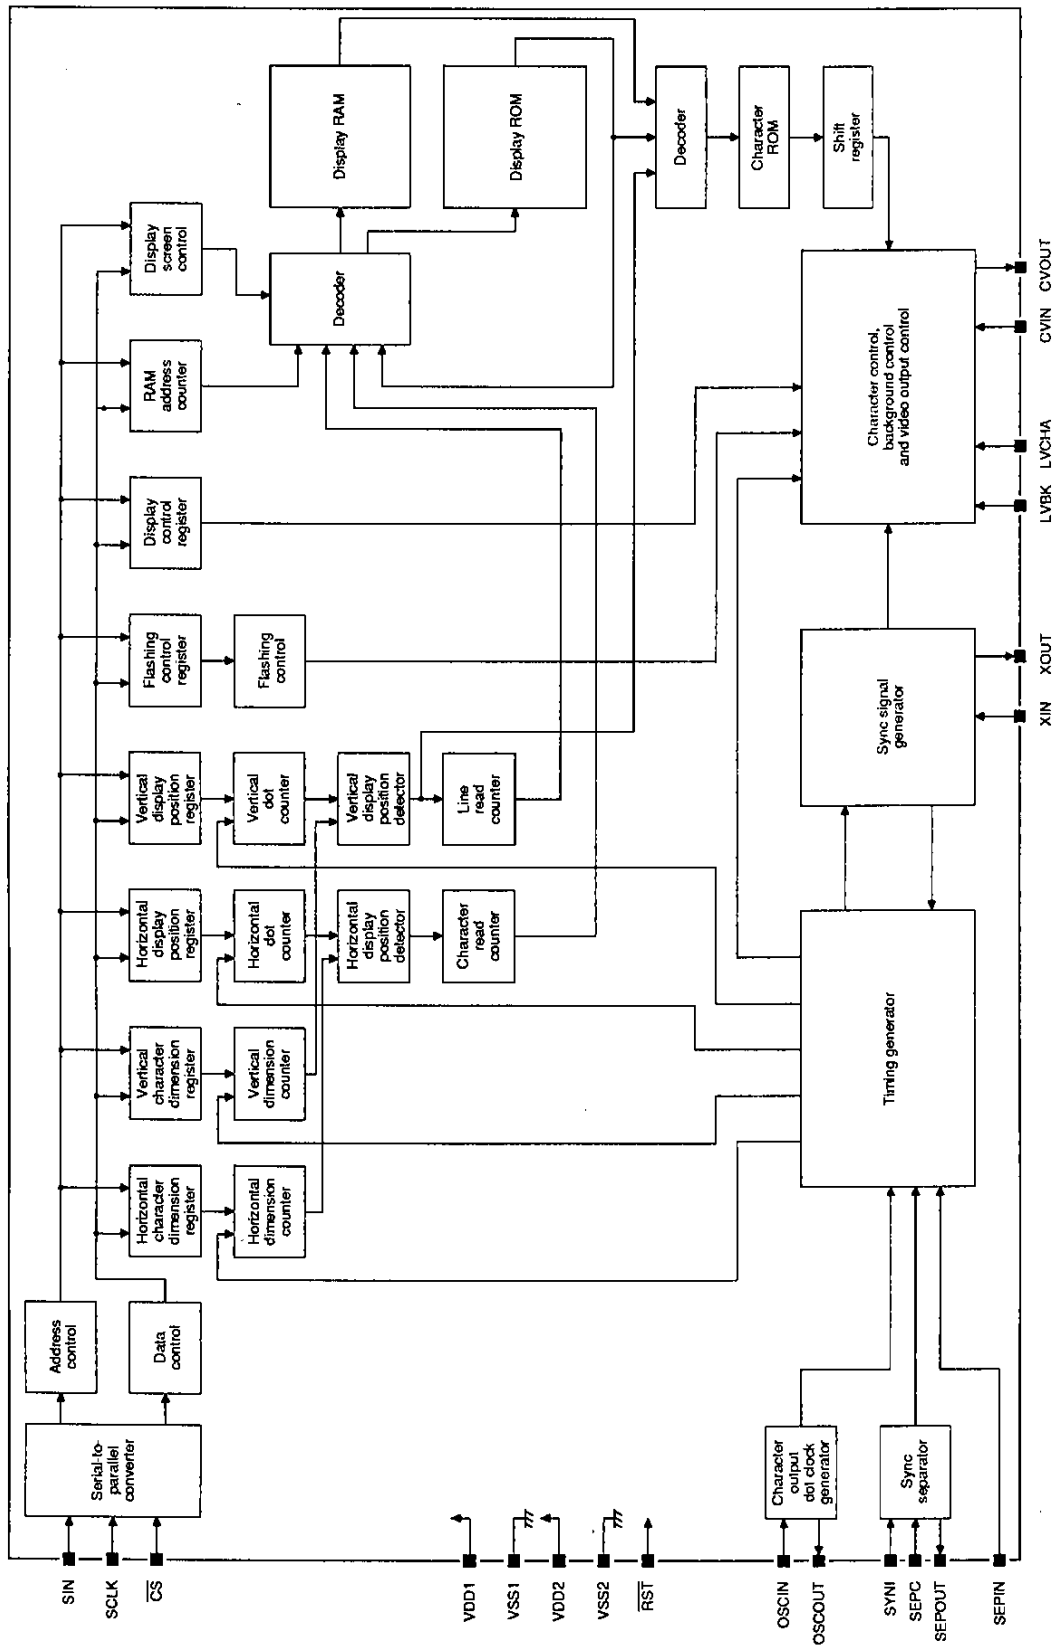 SIN
SCLK
CS
VDD1
VSS1
VDD2
VSS2
RST
OSCIN
OSCOUT
SYNI
SEPC
SEPOUT
SEPIN
Serial-to-
parallel
converter
Address
control
Data
control
Horizontal
character
dimension
register
Vertical
character
dimension
register
Horizontal
display
position
register
Vertical
display
position
register
Flashing
control
register
Display
control
register
RAM
address
counter
Display
screen
control
Horizontal
dimension
counter
Vertical
dimension
counter
Horizontal
dot
counter
Vertical
dot
counter
Flashing
control
Horizontal
display
position
detector
Vertical
display
position
detector
Character
read
counter
Line
read
counter
Decoder
Display RAM
Display ROM
Decoder
Character
ROM
Shift
register
Character
output
dot clock
generator
Sync
separator
Timing generator
Sync signal
generator
Character control,
background control
and video output control
XIN
XOUT
LVBK
LVCHA
CVIN
CVOUT